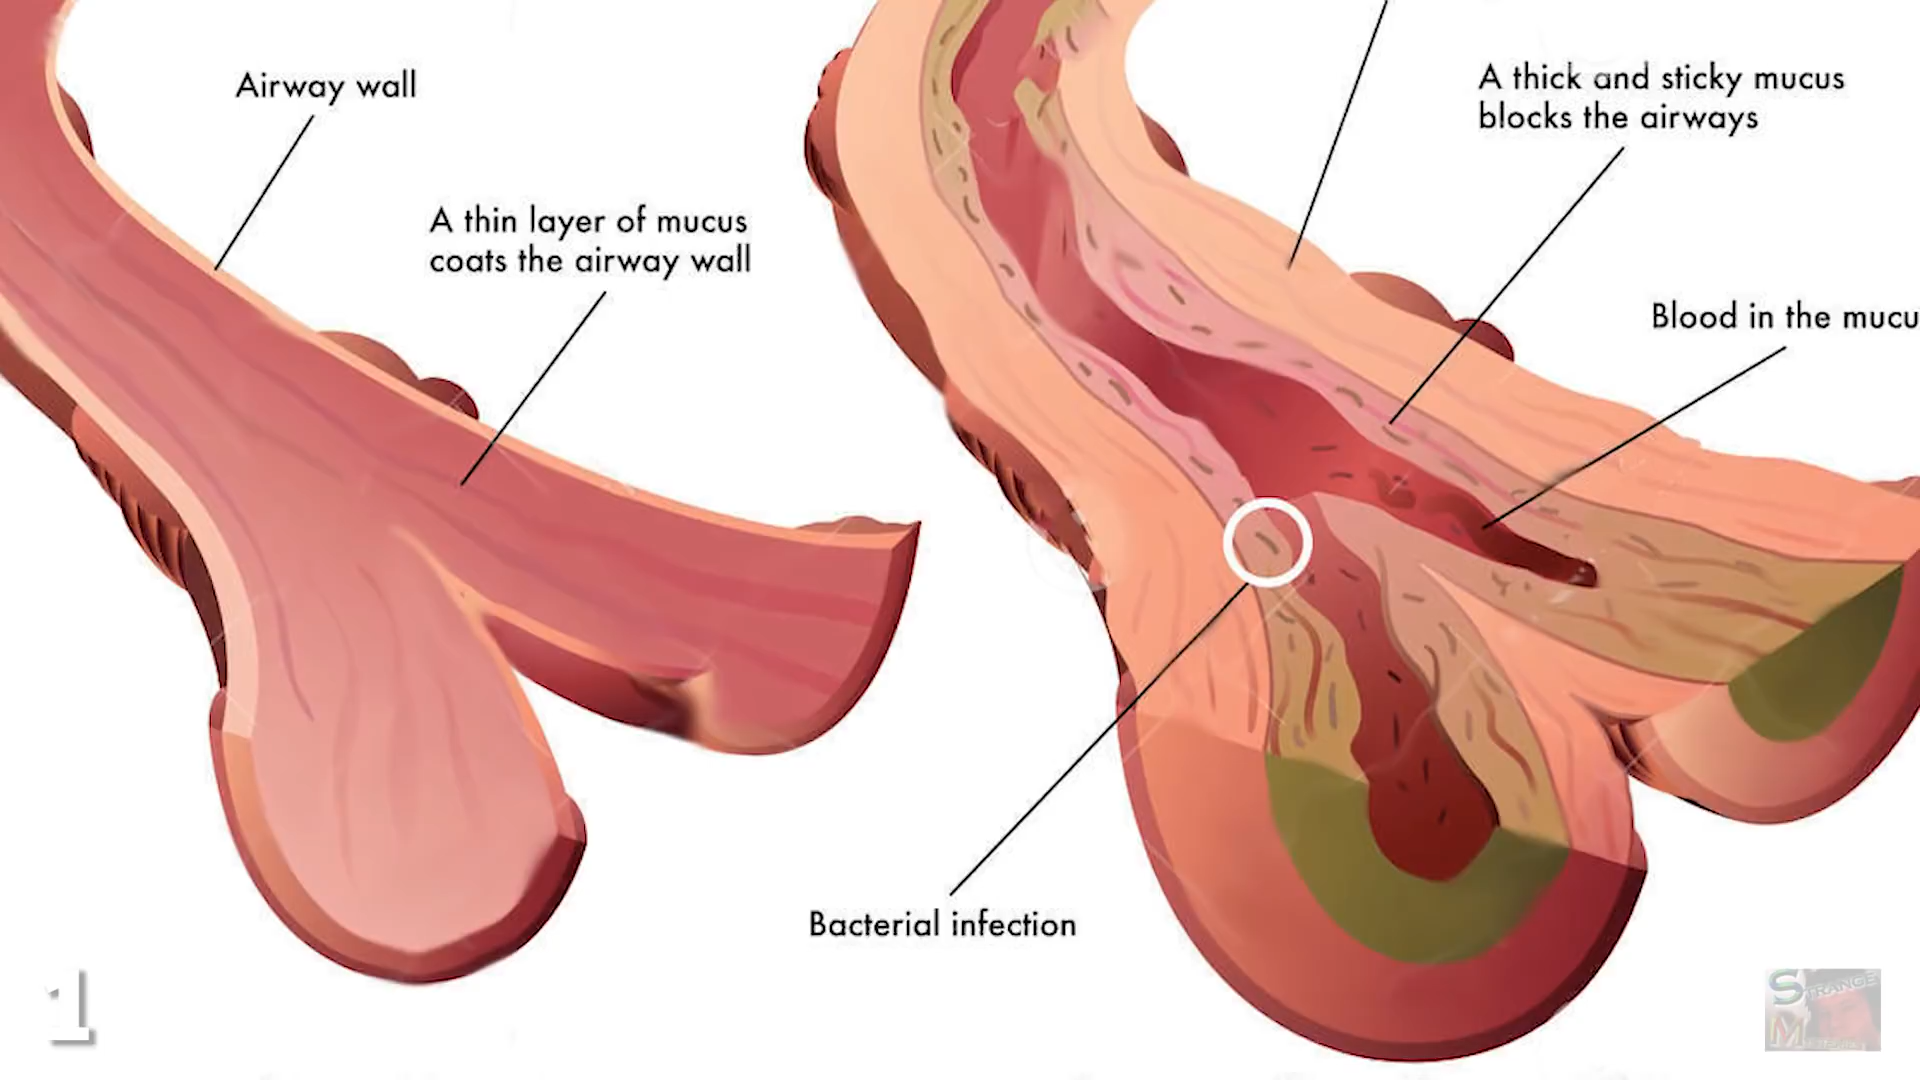 Airway wall
A thin layer of mucus
coats the airway wall
A thick and sticky mucus
blocks the airways
Blood in the mucu
Bacterial infection
1
STRANGE